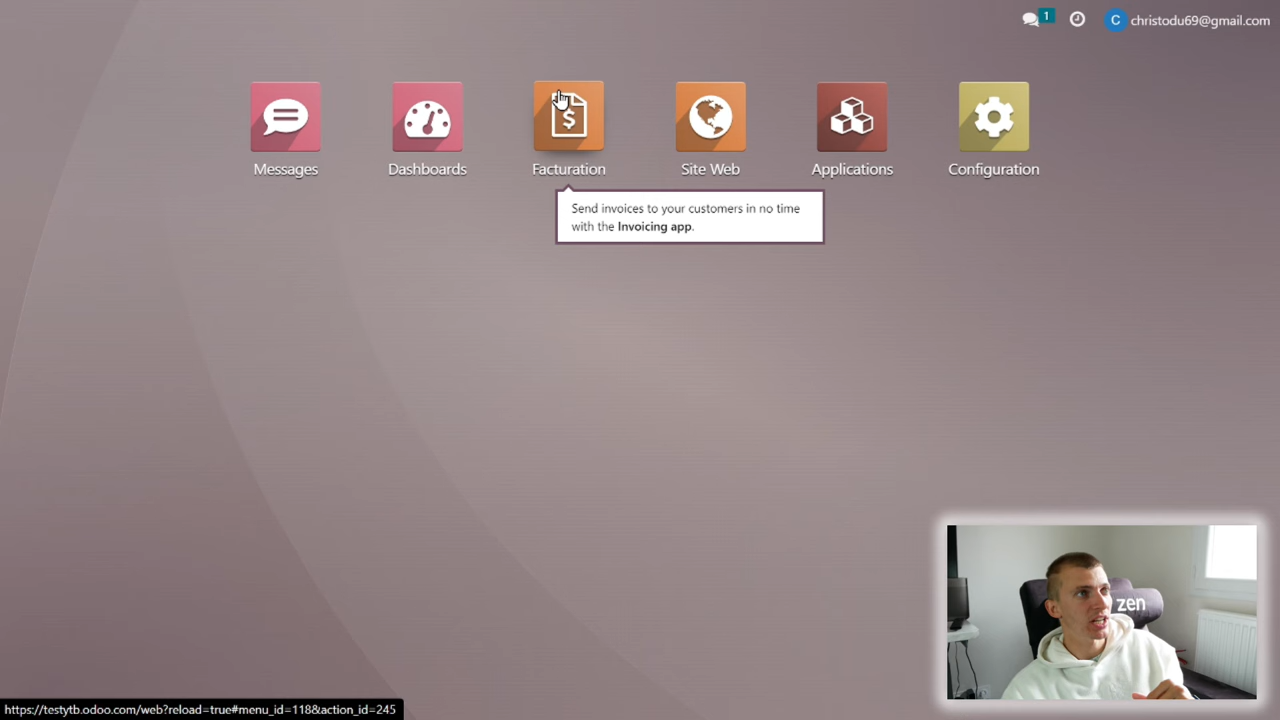 1
C christodu69@gmail.com
Messages
Dashboards
Facturation
Site Web
Applications
Configuration
Send invoices to your customers in no time
with the Invoicing app.
zen
https://testytb.odoo.com/web?reload=true#menu_id=118&action_id=245